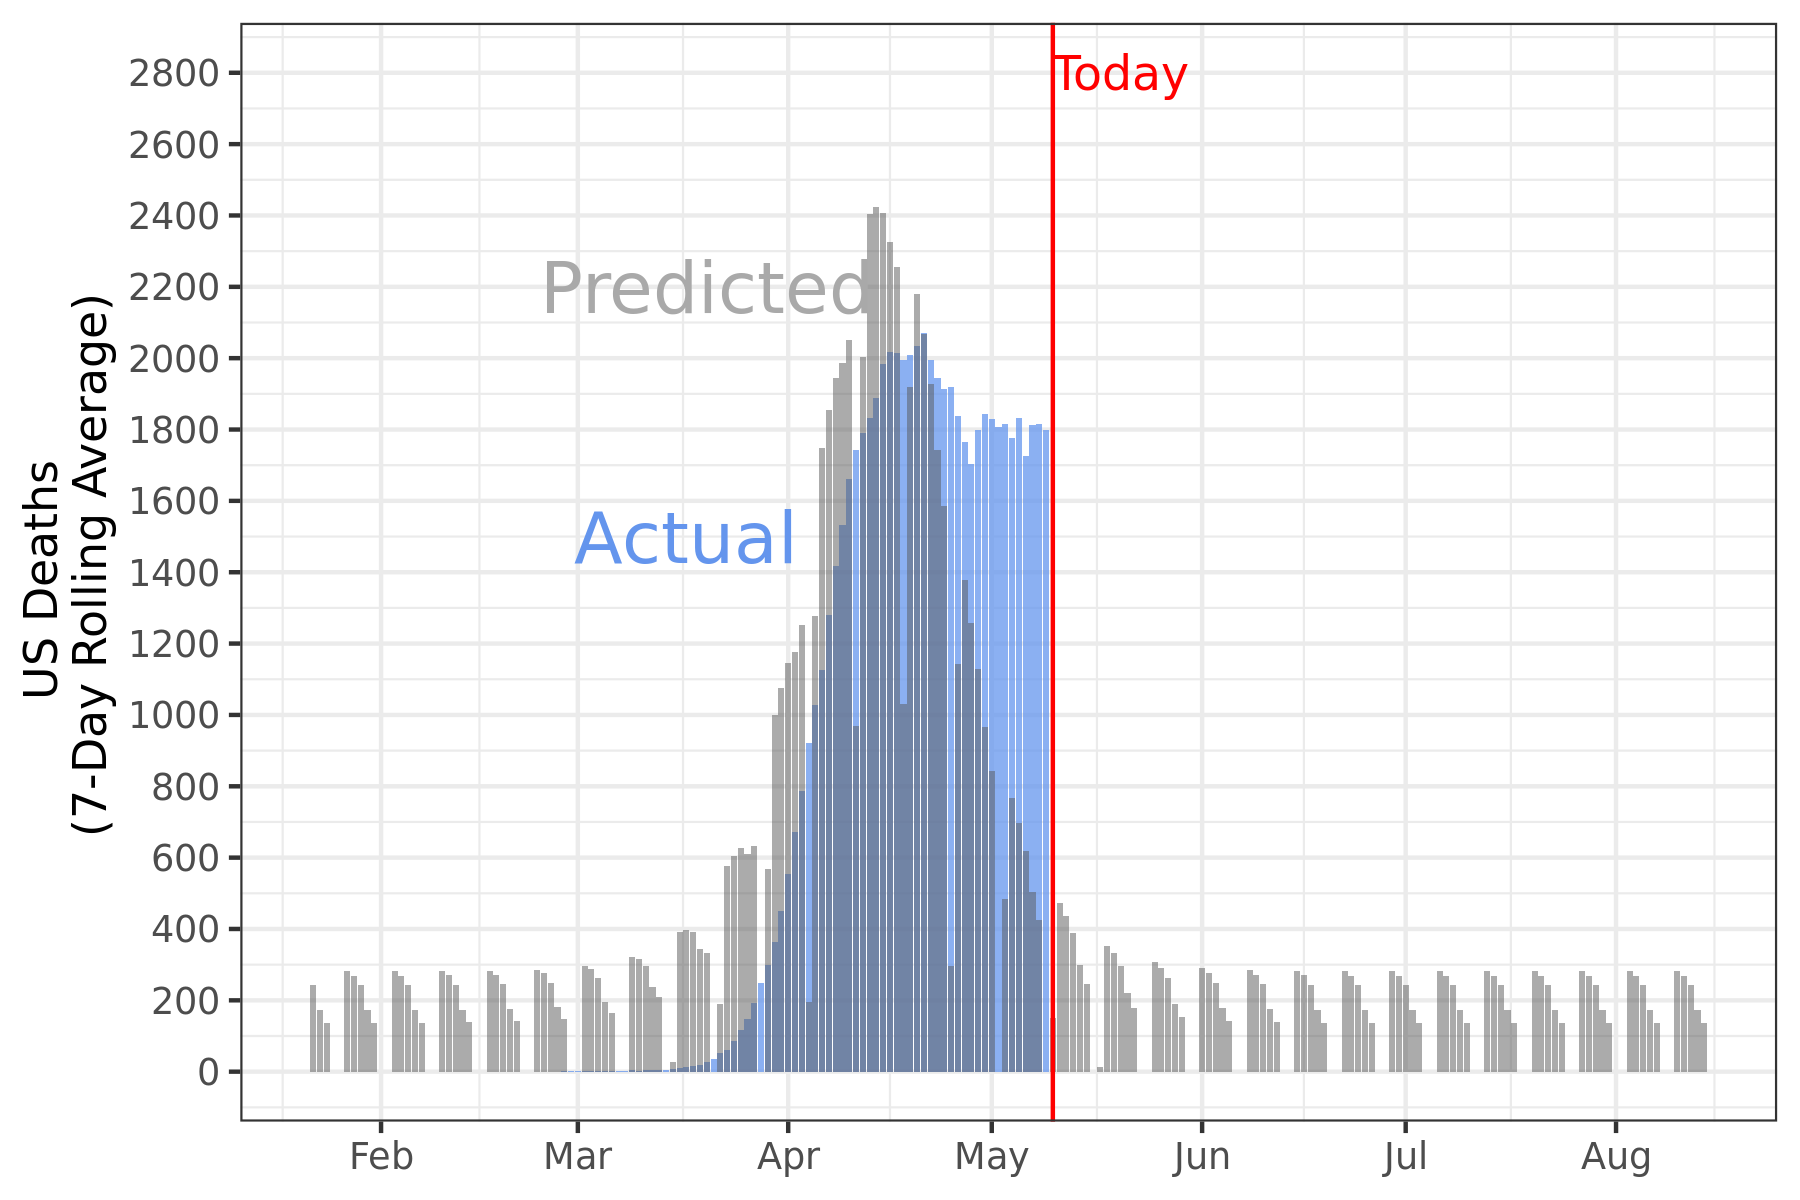 US Deaths
(7-Day Rolling Average)
2800
2600
2400
2200
2000
1800
1600
1400
1200
1000
800
600
400
200
0
Today
Predicted
Actual
Feb Mar Apr May Jun Jul Aug